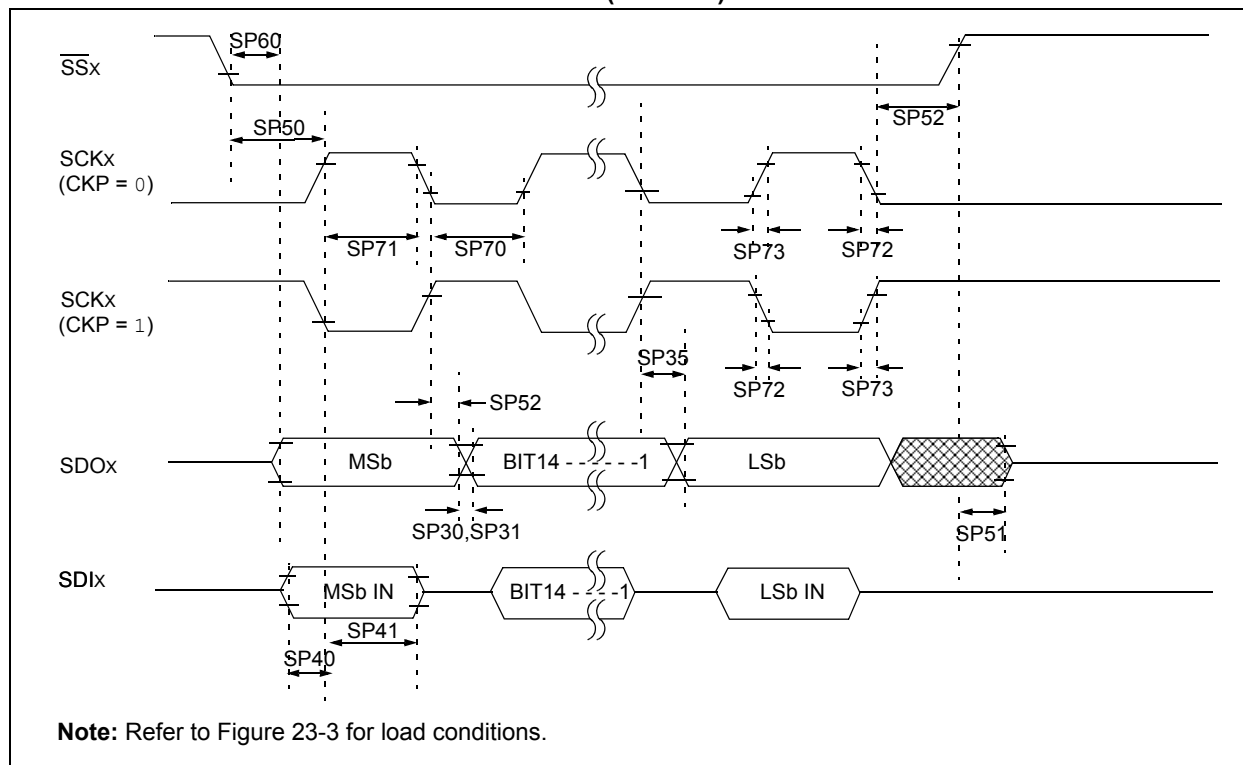 SP60
SSx
SP50
SP52
SCKx
(CKP = 0)
SP71
SP70
SP73
SP72
SCKx
(CKP = 1)
SP35
SP72
SP73
SP52
SDOx
MSb
BIT14 - - - - - -1
LSb
SP30,SP31
SP51
SDIx
MSb IN
BIT14 - - - -1
LSb IN
SP41
SP40
Note: Refer to Figure 23-3 for load conditions.